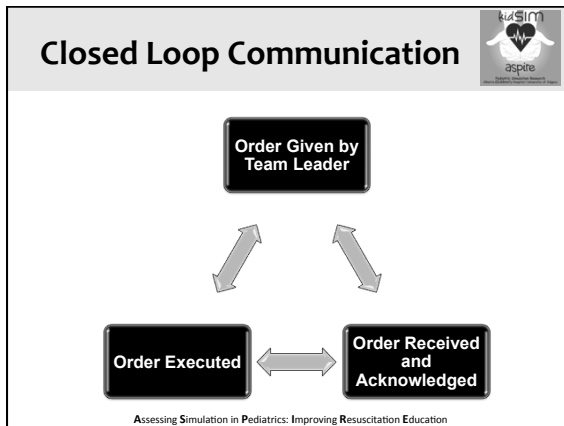 Closed Loop Communication
kidSIM
aspire
Order Given by
Team Leader
Order Executed
Order Received
and
Acknowledged
Assessing Simulation in Pediatrics: Improving Resuscitation Education